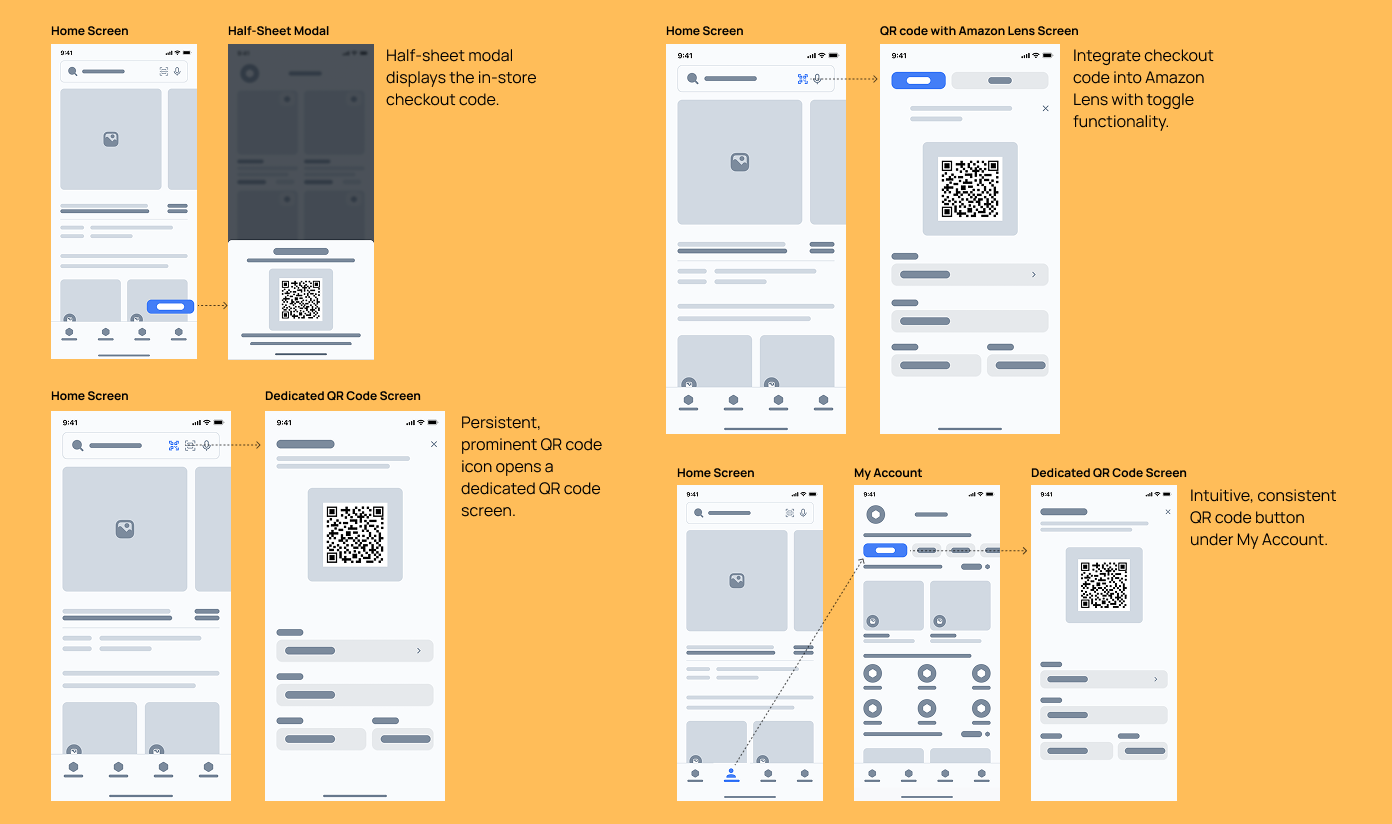 Home Screen
Half-Sheet Modal
9:41
Half-sheet modal
displays the in-store
checkout code.
Home Screen
QR code with Amazon Lens Screen
9:41
9:41
Integrate checkout
code into Amazon
Lens with toggle
functionality.
Home Screen
Dedicated QR Code Screen
9:41
9:41
Persistent,
prominent QR code
icon opens a
dedicated QR code
screen.
Home Screen
My Account
Dedicated QR Code Screen
9:41
9:41
9:41
Intuitive, consistent
QR code button
under My Account.